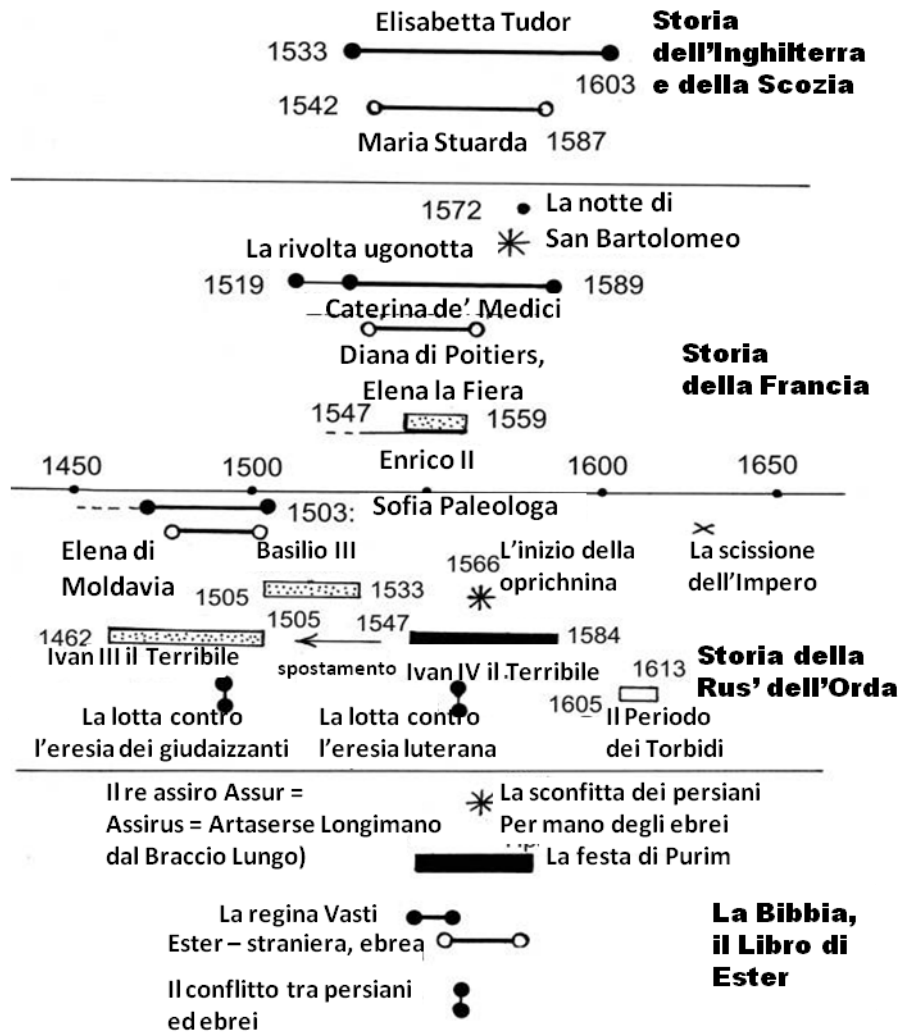 Elisabetta Tudor
1533
1603
Storia
dell'Inghilterra
e della Scozia
1542
Maria Stuarda
1587
1572
La notte di
San Bartolomeo
La rivolta ugonotta
1519
1589
Caterina de' Medici
Diana di Poitiers,
Elena la Fiera
Storia
della Francia
1547
1559
Enrico II
1450
1500
1600
1650
1503:
Sofia Paleologa
Elena di
Moldavia
Basilio III
1566
L'inizio della
oprichnina
La scissione
dell'Impero
1505
1533
1462
1505
1547
1584
Ivan III il Terribile
spostamento
Ivan IV il Terribile
Storia della
Rus' dell'Orda
1613
1605
La lotta contro
l'eresia dei giudaizzanti
La lotta contro
l'eresia luterana
Il Periodo
dei Torbidi
Il re assiro Assur =
Assirus = Artaserse Longimano
dal Braccio Lungo)
La sconfitta dei persiani
Per mano degli ebrei
La festa di Purim
La regina Vasti
Ester – straniera, ebrea
La Bibbia,
il Libro di
Ester
Il conflitto tra persiani
ed ebrei